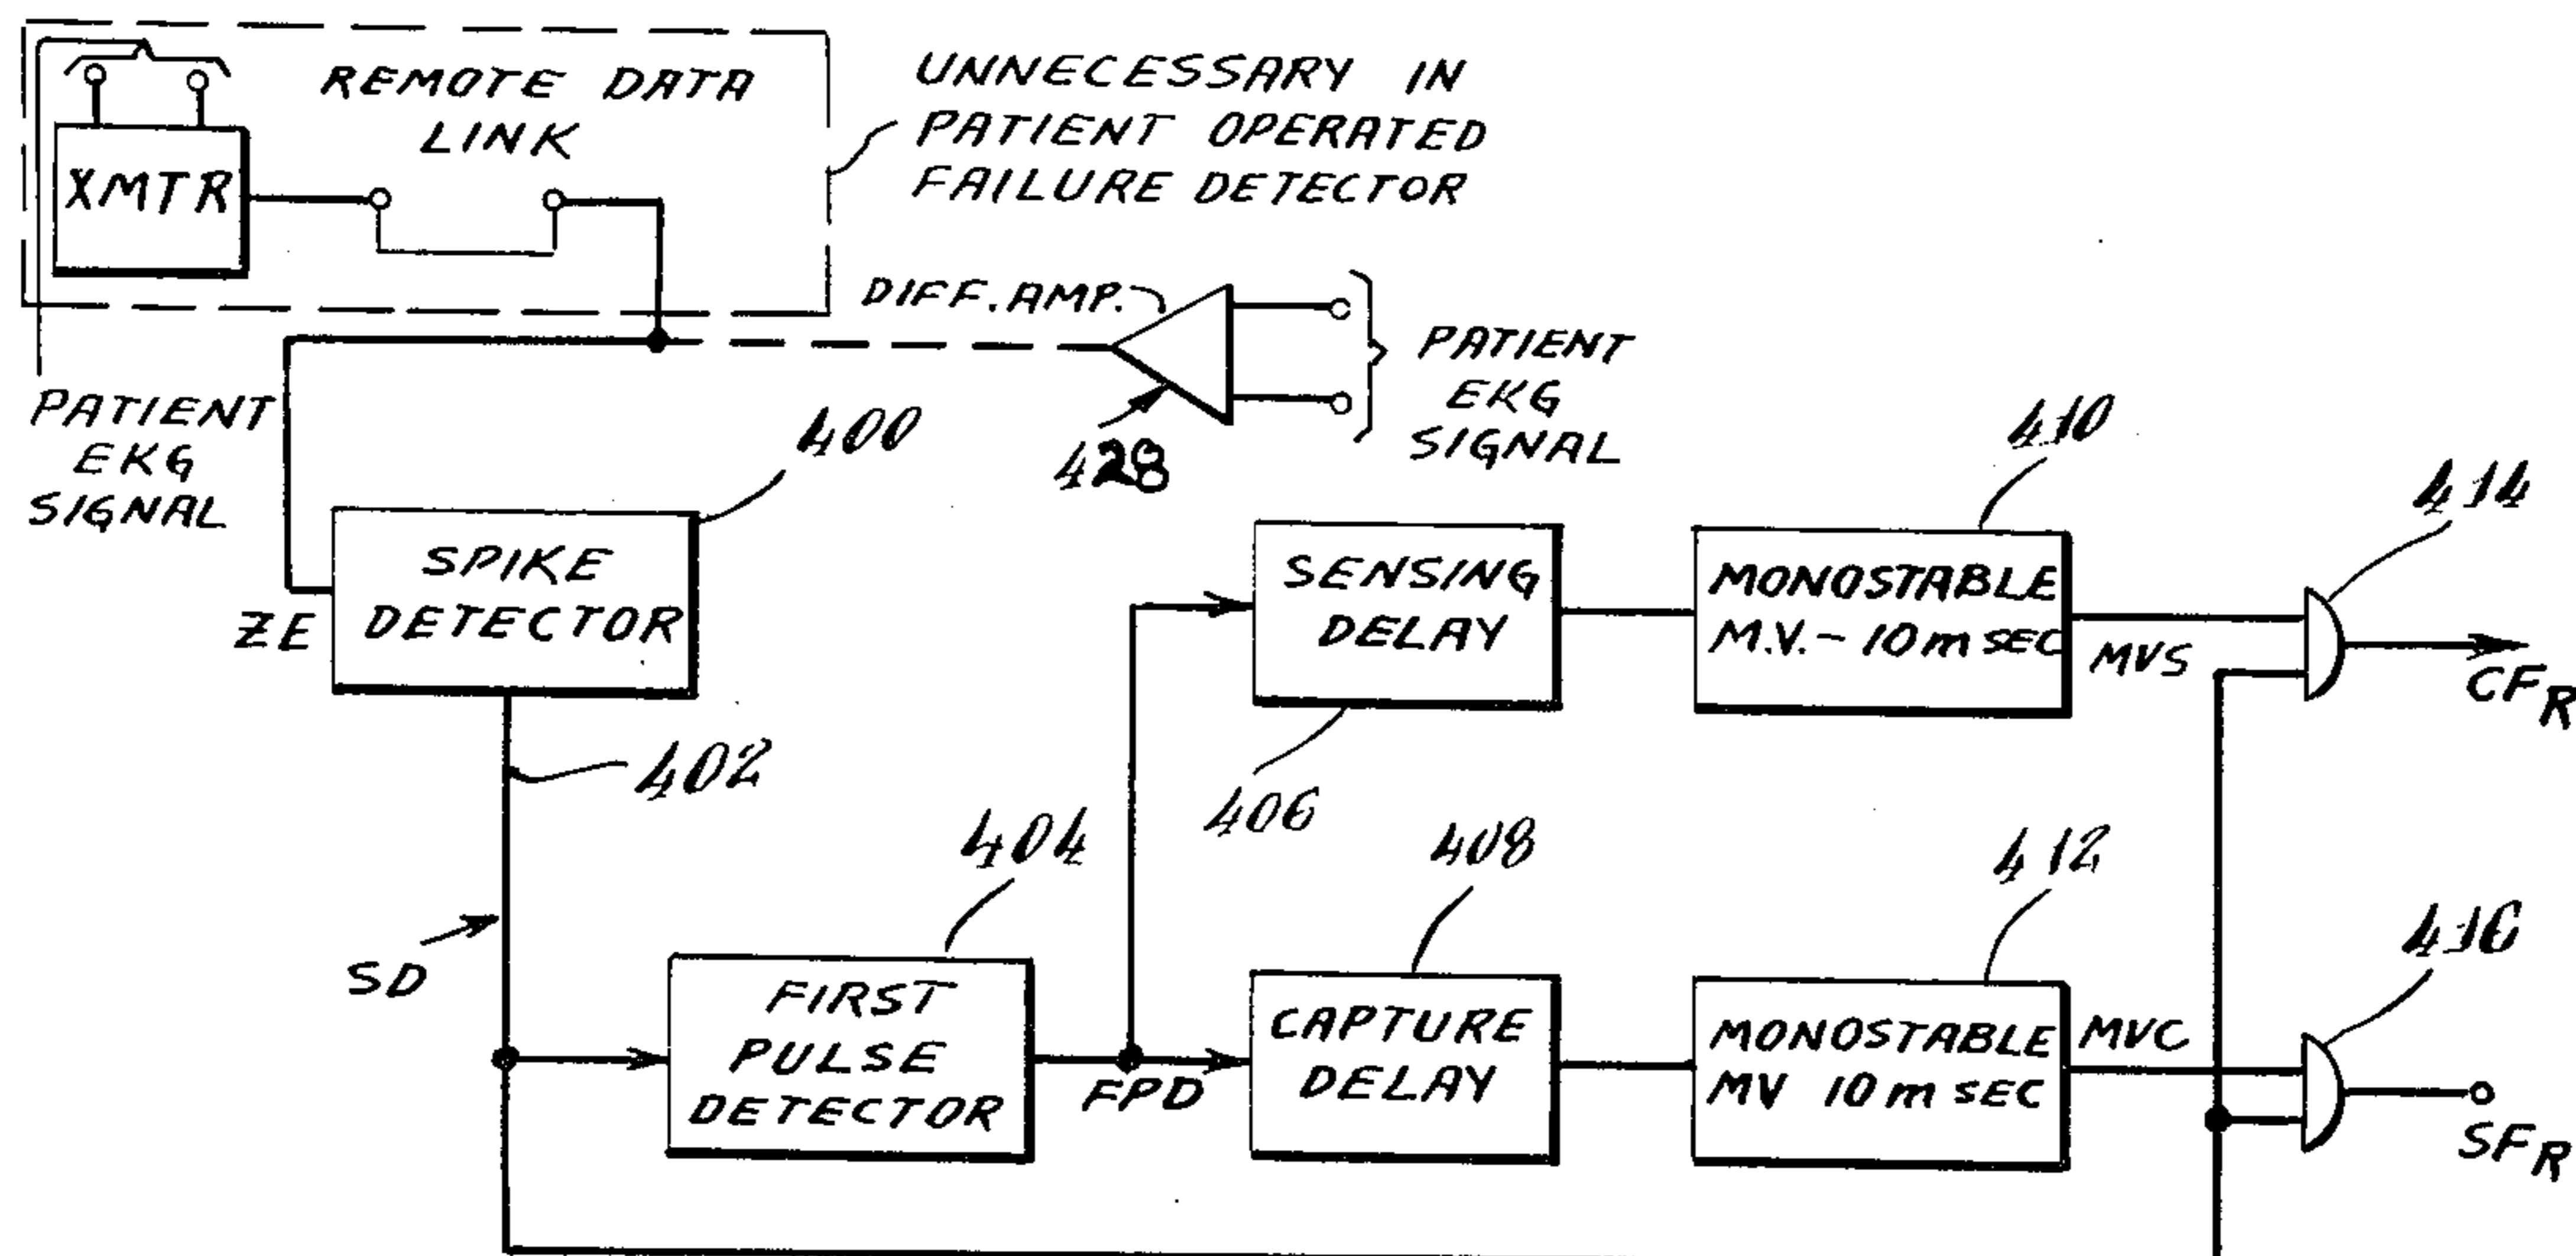 REMOTE DATA
LINK
XMTR
UNNECESSARY IN
PATIENT OPERATED
FAILURE DETECTOR
DIFF. AMP.
428
PATIENT
EKG
SIGNAL
PATIENT
EKG
SIGNAL
400
SPIKE
DETECTOR
ZE
402
SD
404
FIRST
PULSE
DETECTOR
FPD
SENSING
DELAY
406
408
CAPTURE
DELAY
410
MONOSTABLE
M.V. - 10 m SEC
MVS
412
MONOSTABLE
MV 10 m SEC
MVC
414
CFR
416
SFR